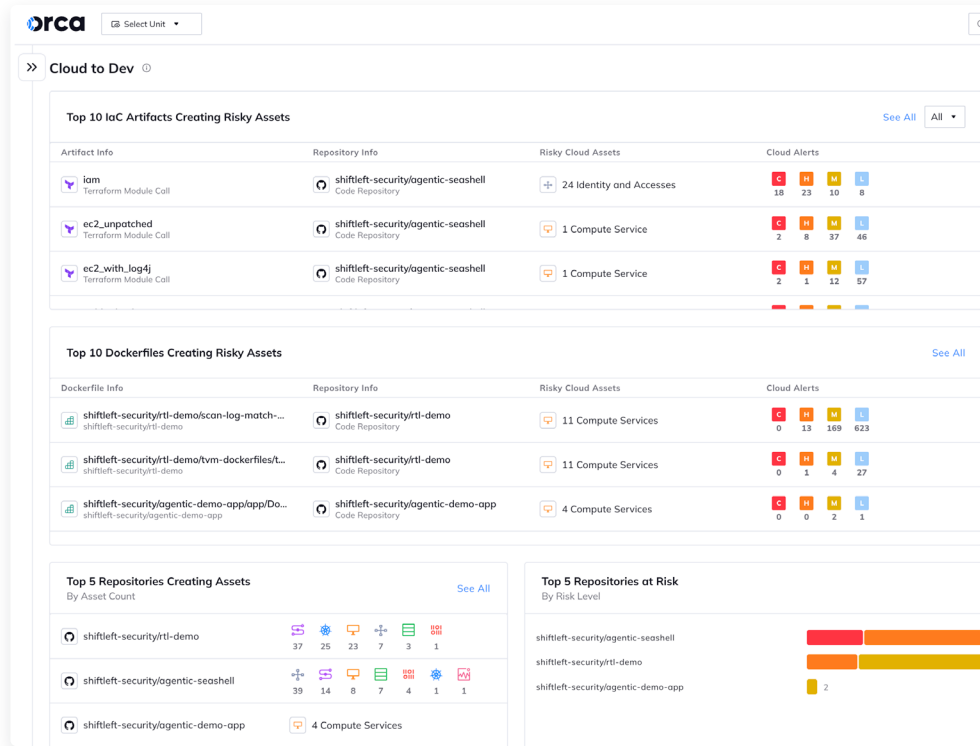 orca
Select Unit
Cloud to Dev
Top 10 IaC Artifacts Creating Risky Assets
See All
All
Artifact Info Repository Info Risky Cloud Assets Cloud Alerts
iam shiftleft-security/agentic-seashell 24 Identity and Accesses C H M L
Terraform Module Call Code Repository 18 23 10 8
ec2_unpatched shiftleft-security/agentic-seashell 1 Compute Service C H M L
Terraform Module Call Code Repository 2 8 37 46
ec2_with_log4j shiftleft-security/agentic-seashell 1 Compute Service C H M L
Terraform Module Call Code Repository 2 1 12 57
Top 10 Dockerfiles Creating Risky Assets
See All
Dockerfile Info Repository Info Risky Cloud Assets Cloud Alerts
shiftleft-security/rtl-demo/scan-log-match-... shiftleft-security/rtl-demo 11 Compute Services C H M L
shiftleft-security/rtl-demo Code Repository 0 13 169 623
shiftleft-security/rtl-demo/tvm-dockerfiles/t... shiftleft-security/rtl-demo 11 Compute Services C H M L
shiftleft-security/rtl-demo Code Repository 0 1 4 27
shiftleft-security/agentic-demo-app/app/Do... shiftleft-security/agentic-demo-app 4 Compute Services C H M L
shiftleft-security/agentic-demo-app Code Repository 0 0 2 1
Top 5 Repositories Creating Assets
By Asset Count
See All
shiftleft-security/rtl-demo
37 25 23 7 3 1
shiftleft-security/agentic-seashell
39 14 8 7 4 1 1
shiftleft-security/agentic-demo-app 4 Compute Services
Top 5 Repositories at Risk
By Risk Level
shiftleft-security/agentic-seashell
shiftleft-security/rtl-demo
shiftleft-security/agentic-demo-app 2